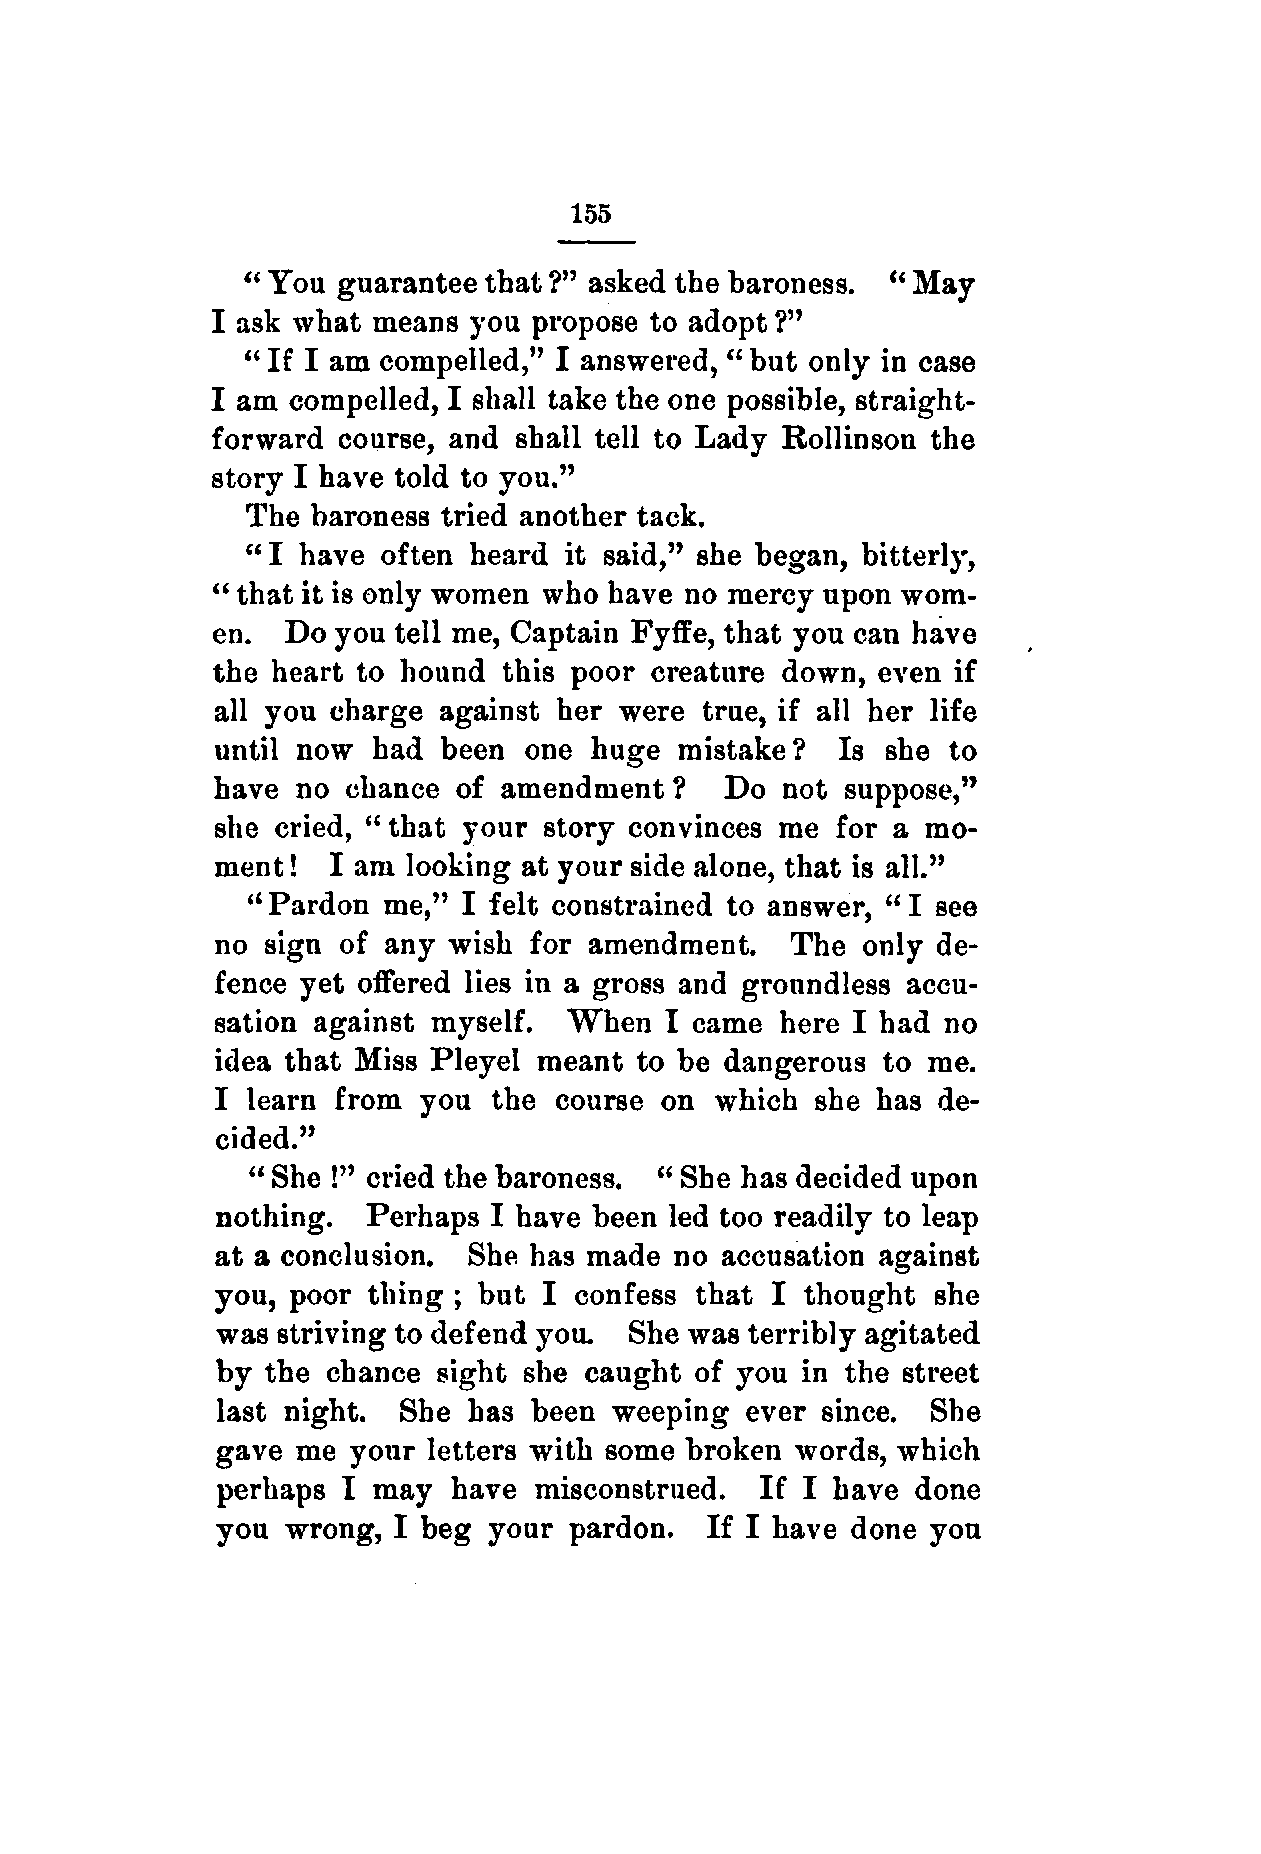 155
“You guarantee that?” asked the baroness. “May
I ask what means you propose to adopt?”
“If I am compelled,” I answered, “but only in case
I am compelled, I shall take the one possible, straight-
forward course, and shall tell to Lady Rollinson the
story I have told to you.”
The baroness tried another tack.
“I have often heard it said,” she began, bitterly,
“that it is only women who have no mercy upon wom-
en. Do you tell me, Captain Fyffe, that you can have
the heart to hound this poor creature down, even if
all you charge against her were true, if all her life
until now had been one huge mistake? Is she to
have no chance of amendment? Do not suppose,”
she cried, “that your story convinces me for a mo-
ment! I am looking at your side alone, that is all.”
“Pardon me,” I felt constrained to answer, “I see
no sign of any wish for amendment. The only de-
fence yet offered lies in a gross and groundless accu-
sation against myself. When I came here I had no
idea that Miss Pleyel meant to be dangerous to me.
I learn from you the course on which she has de-
cided.”
“She!” cried the baroness. “She has decided upon
nothing. Perhaps I have been led too readily to leap
at a conclusion. She has made no accusation against
you, poor thing; but I confess that I thought she
was striving to defend you. She was terribly agitated
by the chance sight she caught of you in the street
last night. She has been weeping ever since. She
gave me your letters with some broken words, which
perhaps I may have misconstrued. If I have done
you wrong, I beg your pardon. If I have done you